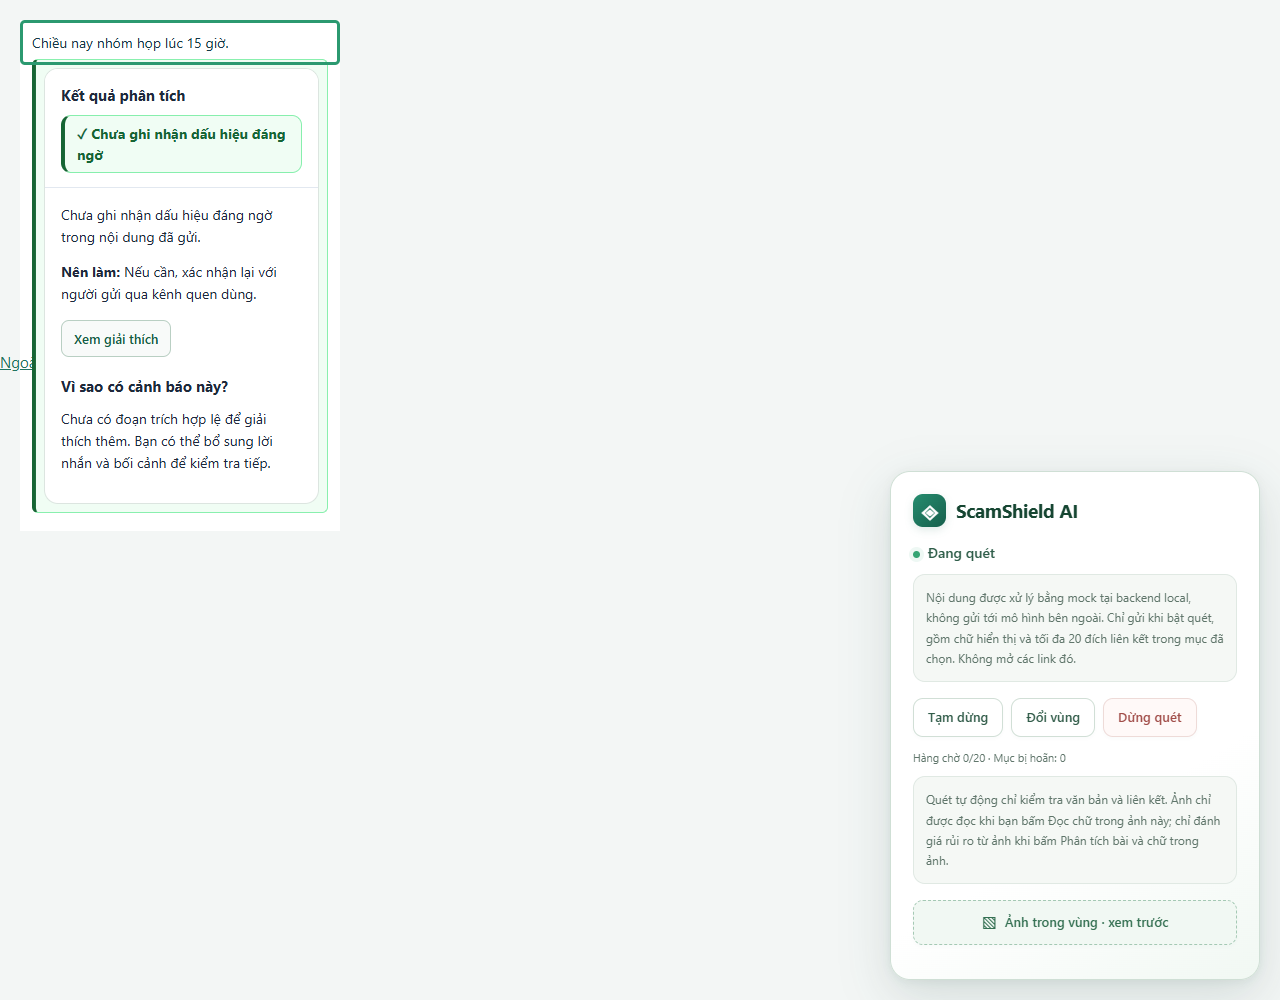 Chiều nay nhóm họp lúc 15 giờ.
Kết quả phân tích
✓ Chưa ghi nhận dấu hiệu đáng
ngờ
Chưa ghi nhận dấu hiệu đáng ngờ
trong nội dung đã gửi.
Nên làm: Nếu cần, xác nhận lại với
người gửi qua kênh quen dùng.
Xem giải thích
Vì sao có cảnh báo này?
Chưa có đoạn trích hợp lệ để giải
thích thêm. Bạn có thể bổ sung lời
nhắn và bối cảnh để kiểm tra tiếp.
ScamShield AI
Đang quét
Nội dung được xử lý bằng mock tại backend local,
không gửi tới mô hình bên ngoài. Chỉ gửi khi bật quét,
gồm chữ hiển thị và tối đa 20 đích liên kết trong mục đã
chọn. Không mở các link đó.
Tạm dừng
Đổi vùng
Dừng quét
Hàng chờ 0/20 · Mục bị hoãn: 0
Quét tự động chỉ kiểm tra văn bản và liên kết. Ảnh chỉ
được đọc khi bạn bấm Đọc chữ trong ảnh này; chỉ đánh
giá rủi ro từ ảnh khi bấm Phân tích bài và chữ trong
ảnh.
Ảnh trong vùng · xem trước